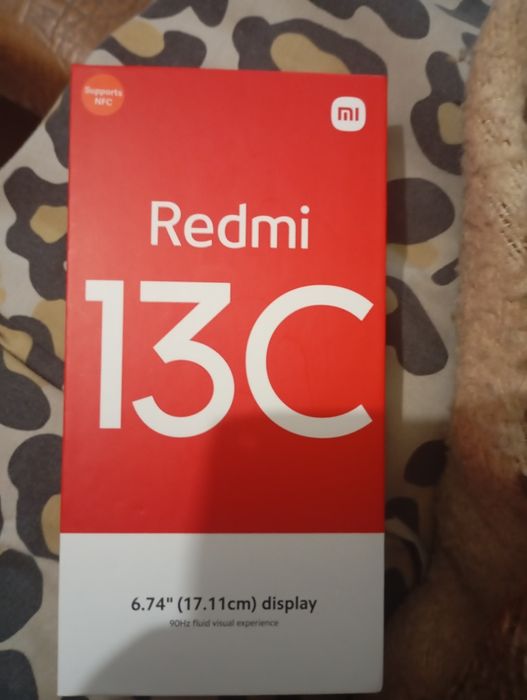 Supports
NFC
mi
Redmi
13C
6.74" (17.11cm) display
90Hz fluid visual experience